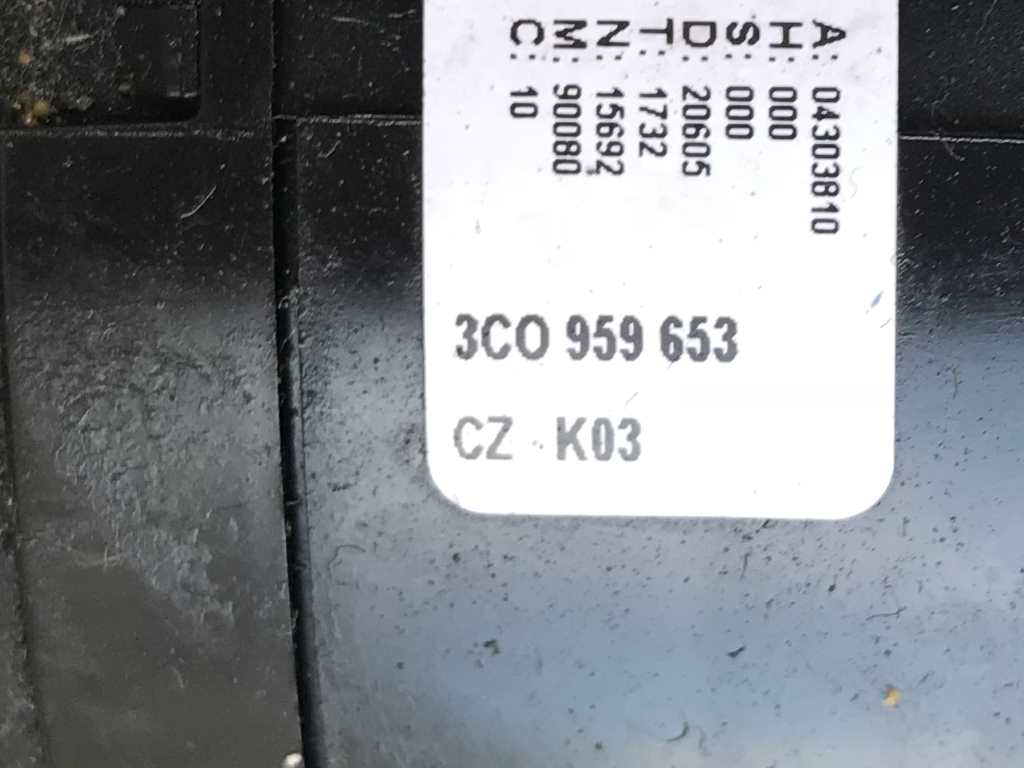 A: 04303810
H: 000
S: 000
D: 20605
T: 1732
N: 15692
M: 90080
C: 10
3C0 959 653
CZ K03